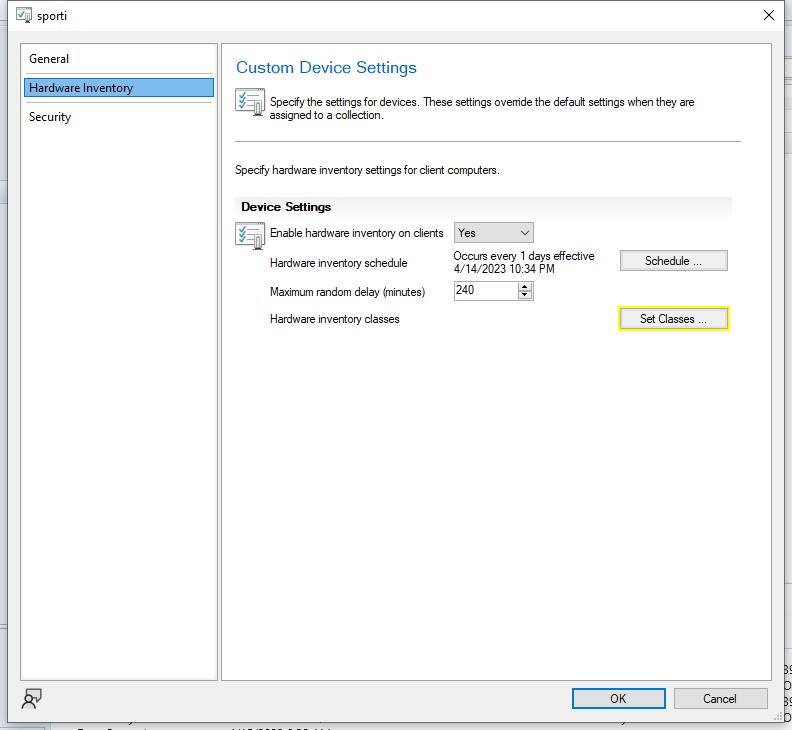 sporti
General
Hardware Inventory
Security
Custom Device Settings
Specify the settings for devices. These settings override the default settings when they are
assigned to a collection.
Specify hardware inventory settings for client computers.
Device Settings
Enable hardware inventory on clients
Yes
Hardware inventory schedule
Occurs every 1 days effective
4/14/2023 10:34 PM
Schedule ...
Maximum random delay (minutes)
240
Hardware inventory classes
Set Classes ...
OK
Cancel